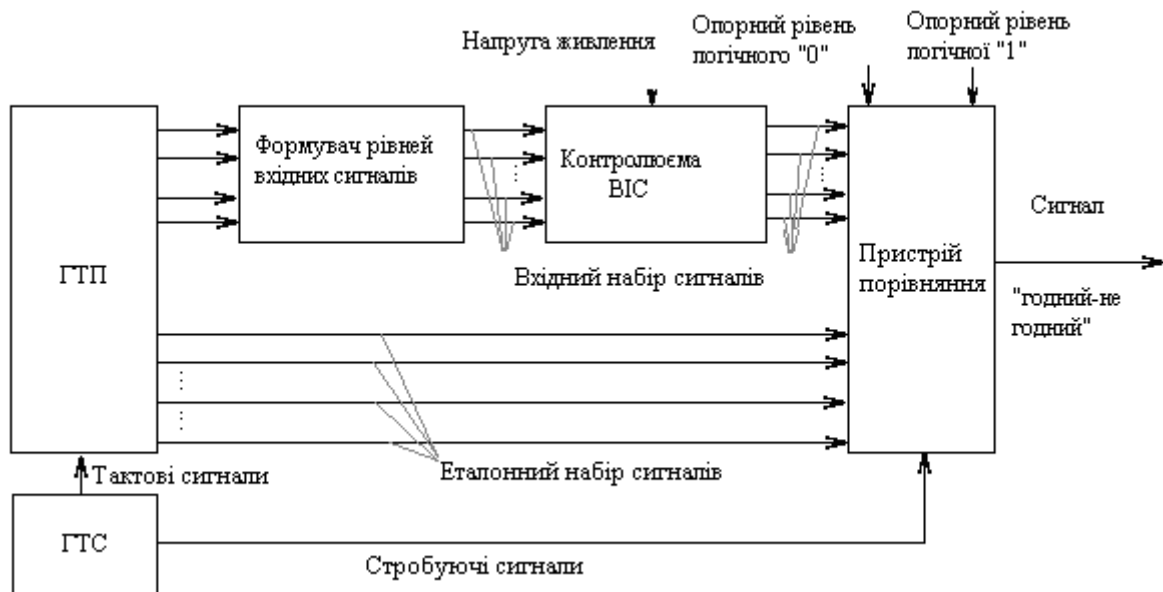 Напруга живлення
Опорний рівень
логічного "0"
Опорний рівень
логічної "1"
ГТП
Формувач рівней
вхідних сигналів
Контролюєма
ВІС
Пристрій
порівняння
Сигнал
"годний-не
годний"
Вхідний набір сигналів
Еталонний набір сигналів
Тактові сигнали
ГТС
Стробуючі сигнали